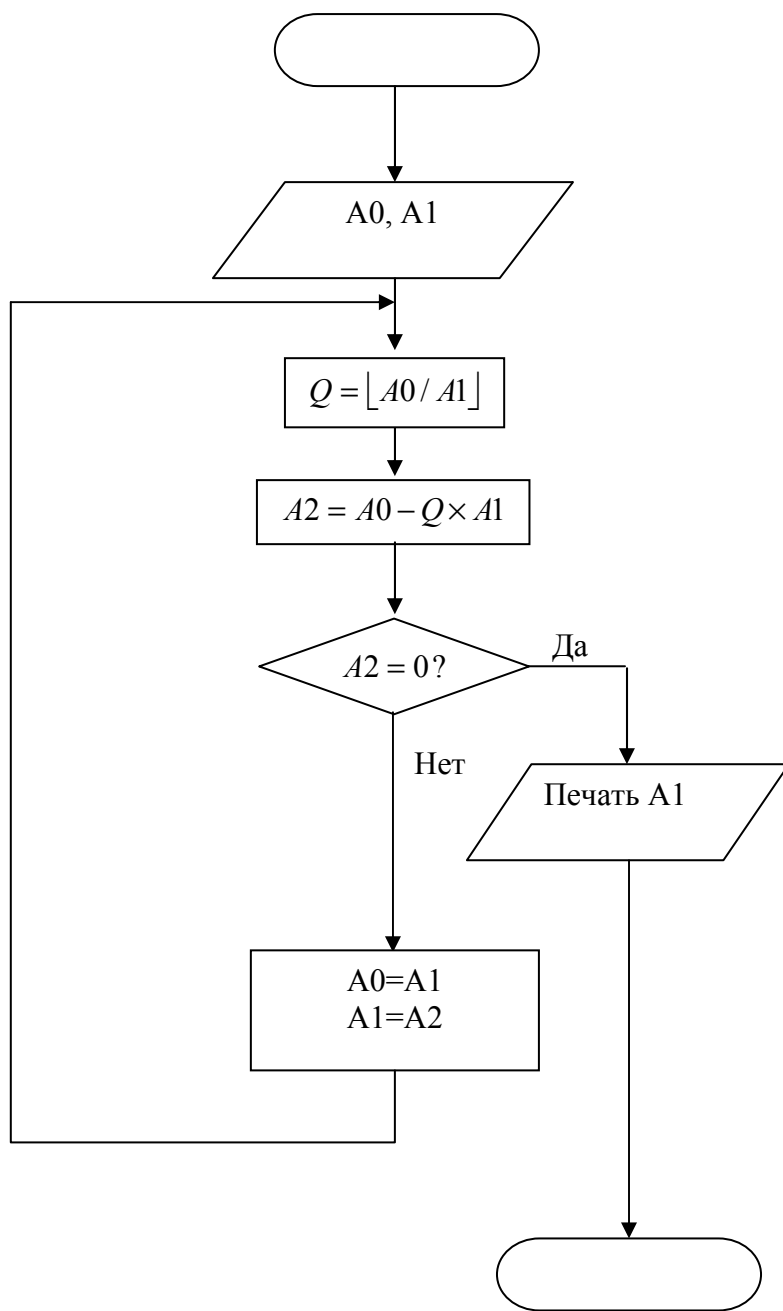 A0, A1
Q = ⌊A0 / A1⌋
A2 = A0 − Q × A1
A2 = 0?
Да
Нет
Печать A1
A0=A1
A1=A2